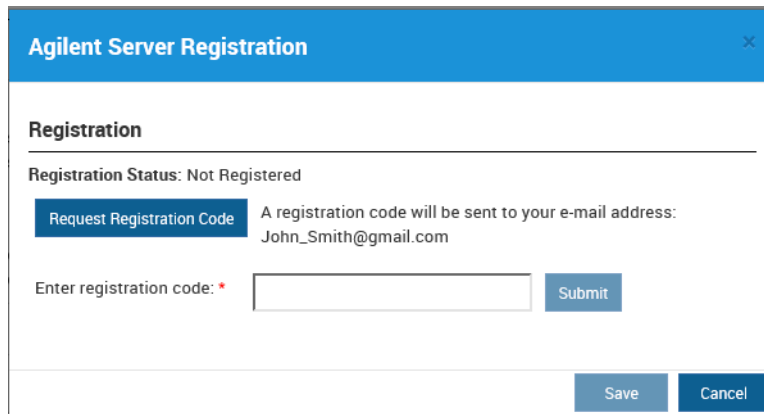 Agilent Server Registration
×
Registration
Registration Status: Not Registered
Request Registration Code
A registration code will be sent to your e-mail address:
John_Smith@gmail.com
Enter registration code: *
Submit
Save
Cancel